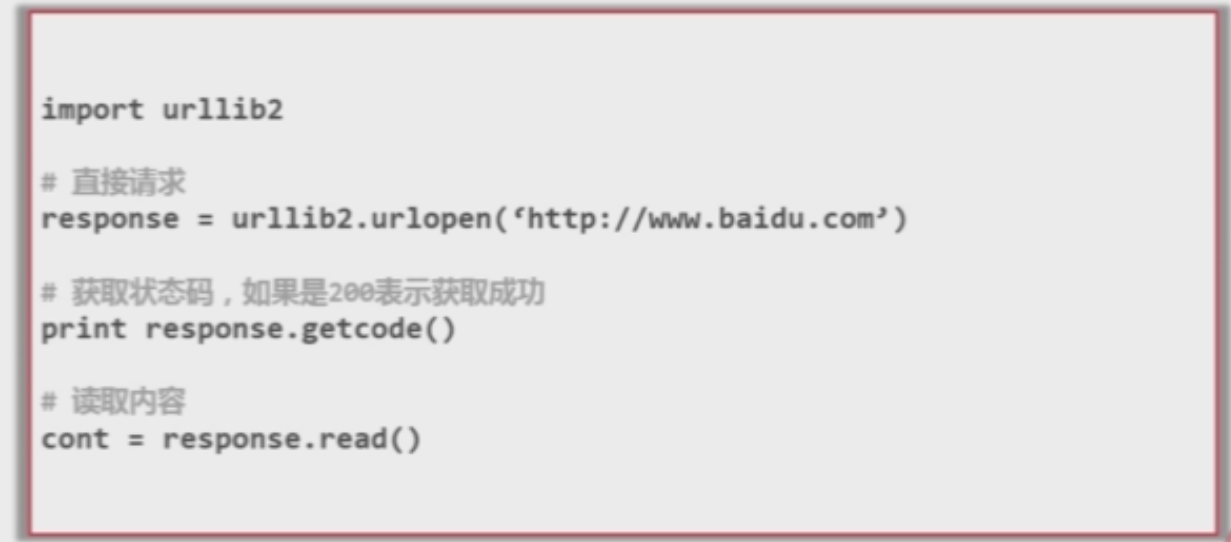 import urllib2
# 直接请求
response = urllib2.urlopen(‘http://www.baidu.com’)
# 获取状态码，如果是200表示获取成功
print response.getcode()
# 读取内容
cont = response.read()